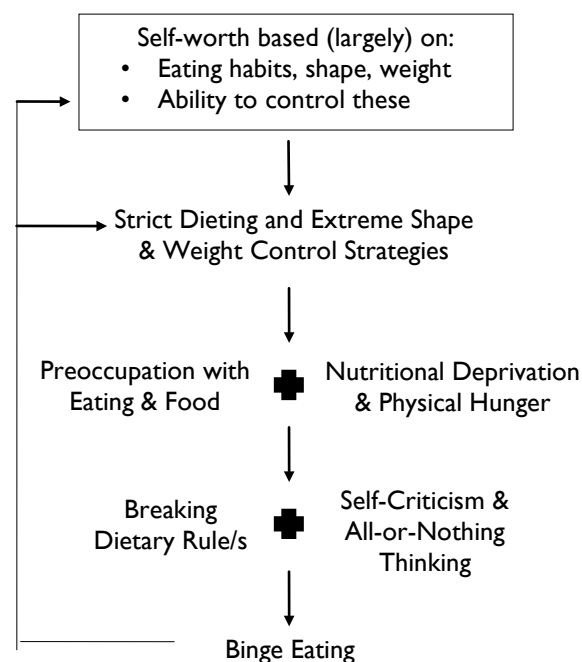 Self-worth based (largely) on:
• Eating habits, shape, weight
• Ability to control these
Strict Dieting and Extreme Shape
& Weight Control Strategies
Preoccupation with
Eating & Food
Nutritional Deprivation
& Physical Hunger
Breaking
Dietary Rule/s
Self-Criticism &
All-or-Nothing
Thinking
Binge Eating